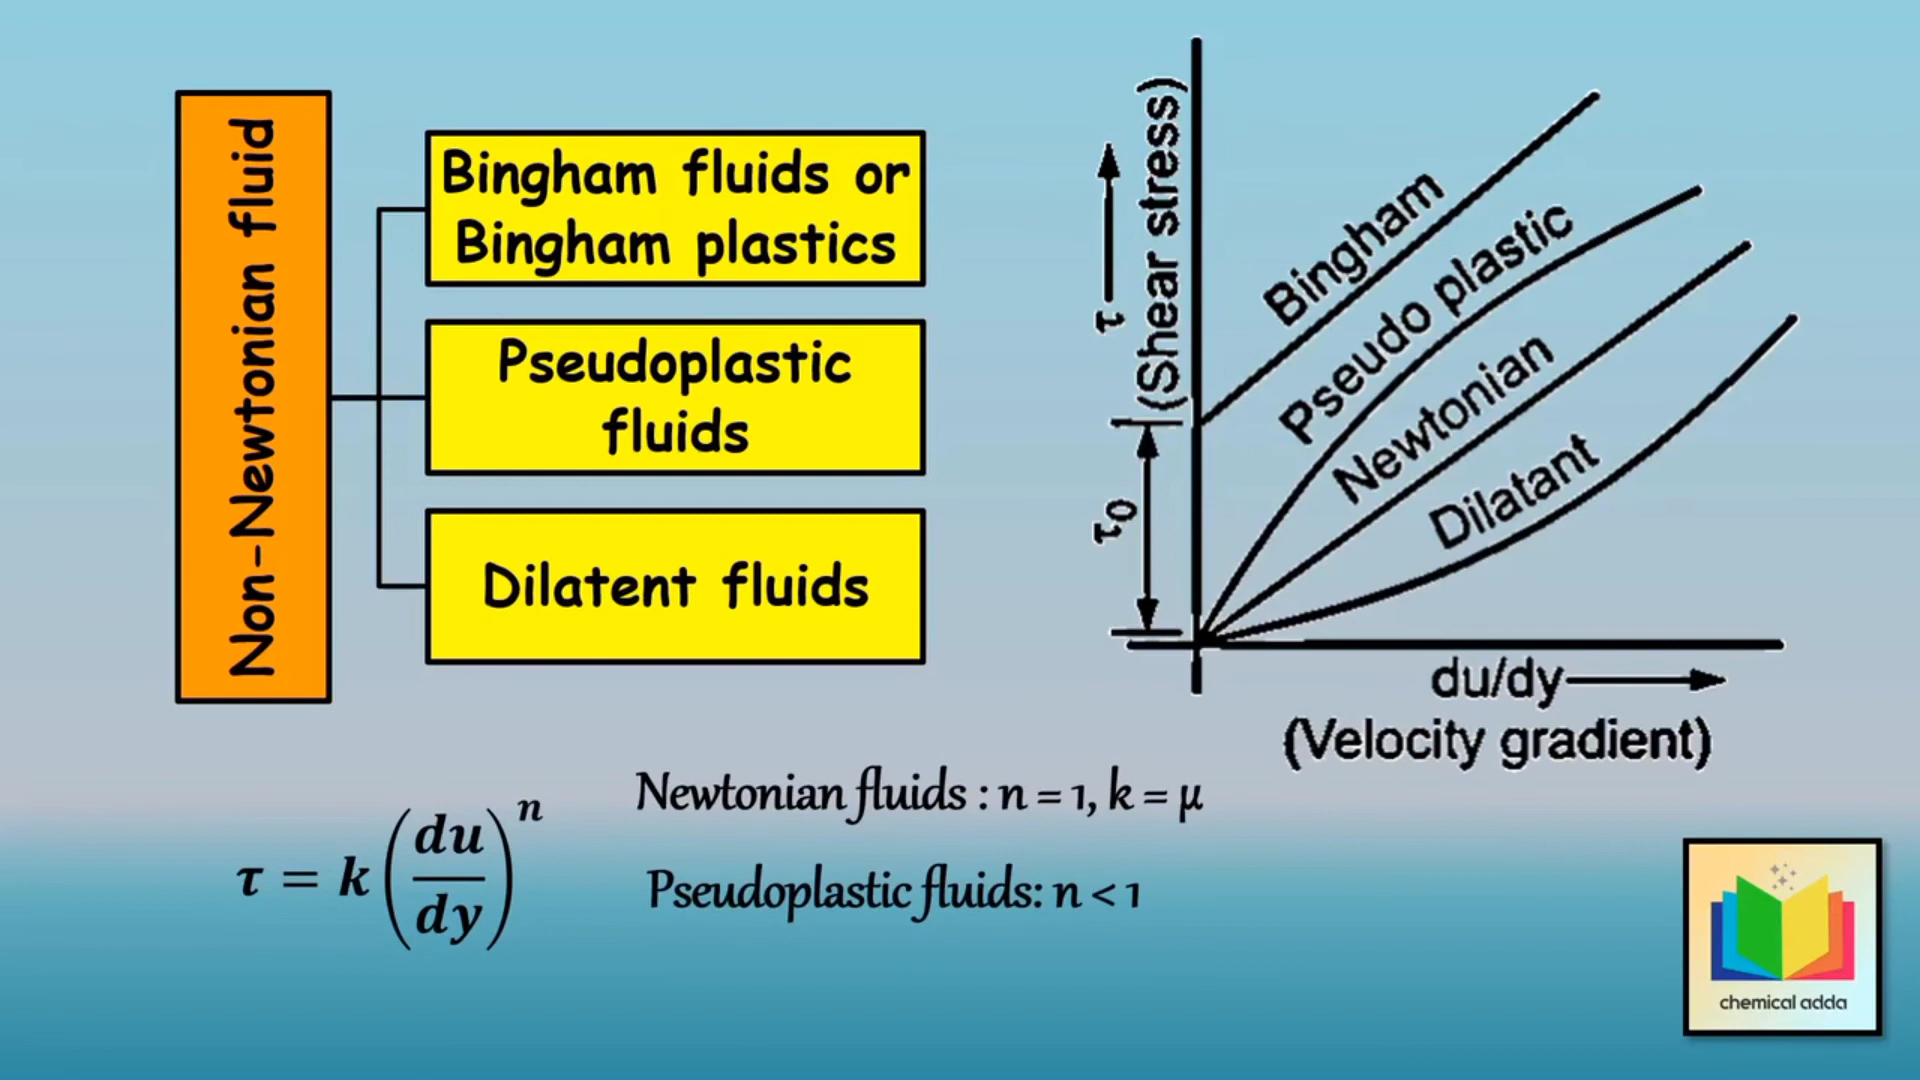 Non-Newtonian fluid
Bingham fluids or
Bingham plastics
Pseudoplastic
fluids
Dilatent fluids
τ
(Shear stress)
τ0
Bingham
Pseudo plastic
Newtonian
Dilatant
du/dy
(Velocity gradient)
τ = k (du/dy)^n
Newtonian fluids : n = 1, k = μ
Pseudoplastic fluids: n < 1
chemical adda